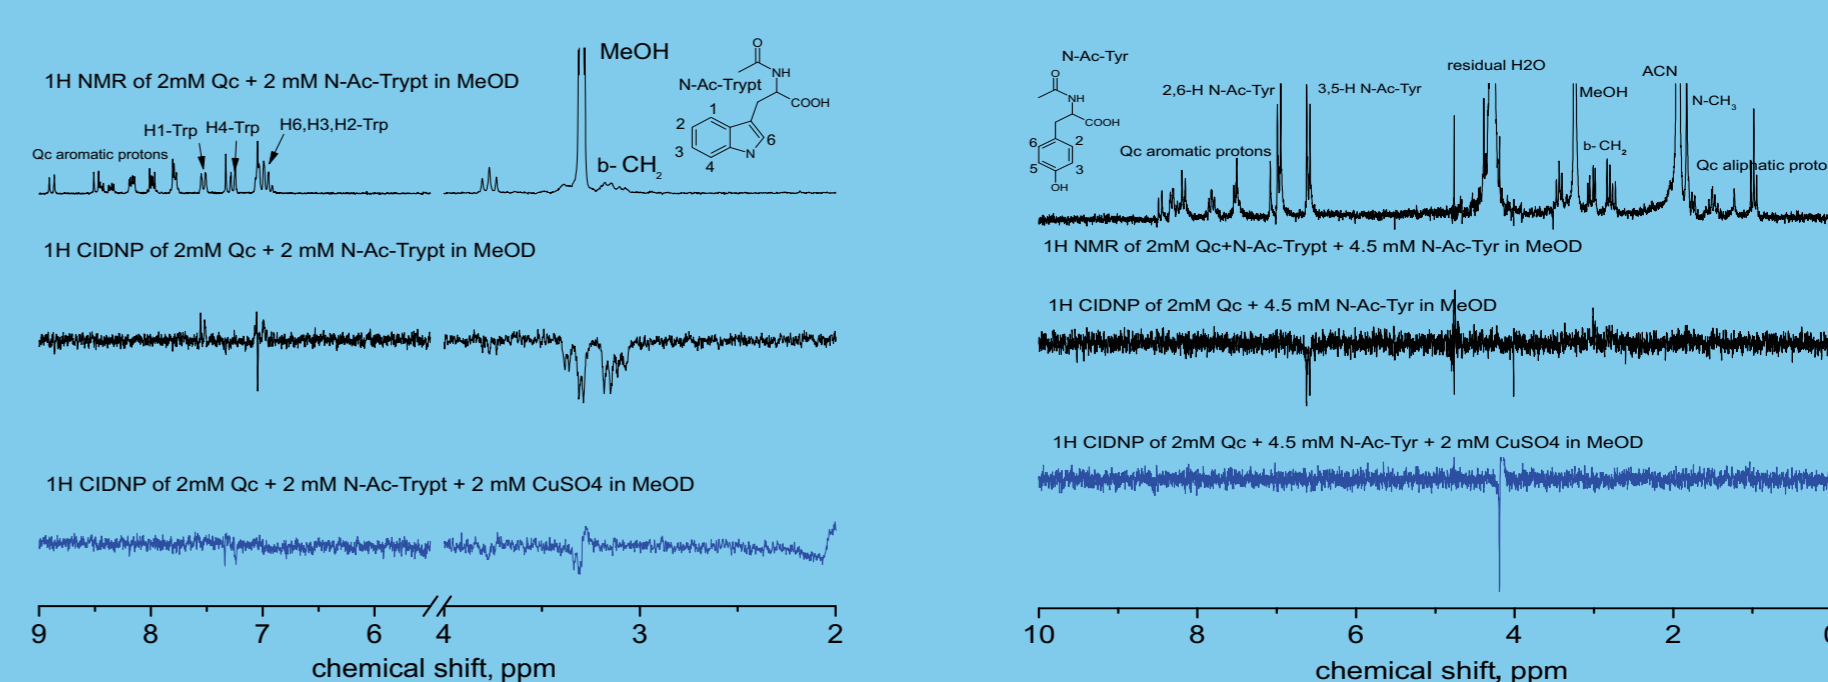 1H NMR of 2mM Qc + 2 mM N-Ac-Trypt in MeOD
MeOH
O
NH
N-Ac-Trypt
COOH
1
2
3
4
6
N
H1-Trp
H4-Trp
H6,H3,H2-Trp
Qc aromatic protons
b- CH2
1H CIDNP of 2mM Qc + 2 mM N-Ac-Trypt in MeOD
1H CIDNP of 2mM Qc + 2 mM N-Ac-Trypt + 2 mM CuSO4 in MeOD
9 8 7 6 4 3 2
chemical shift, ppm
N-Ac-Tyr
O
NH
COOH
6 2
5 3
OH
residual H2O
ACN
2,6-H N-Ac-Tyr
3,5-H N-Ac-Tyr
MeOH
N-CH3
b- CH2
Qc aromatic protons
Qc aliphatic proto
1H NMR of 2mM Qc+N-Ac-Trypt + 4.5 mM N-Ac-Tyr in MeOD
1H CIDNP of 2mM Qc + 4.5 mM N-Ac-Tyr in MeOD
1H CIDNP of 2mM Qc + 4.5 mM N-Ac-Tyr + 2 mM CuSO4 in MeOD
10 8 6 4 2 0
chemical shift, ppm